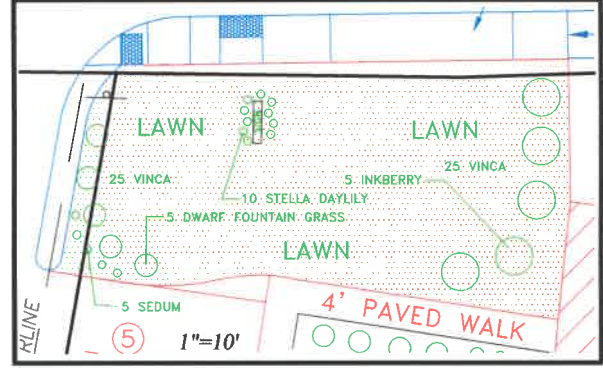 LAWN
LAWN
25 VINCA
5 INKBERRY
25 VINCA
10 STELLA DAYLILY
5 DWARF FOUNTAIN GRASS
LAWN
5 SEDUM
4' PAVED WALK
RLINE
5
1"=10'